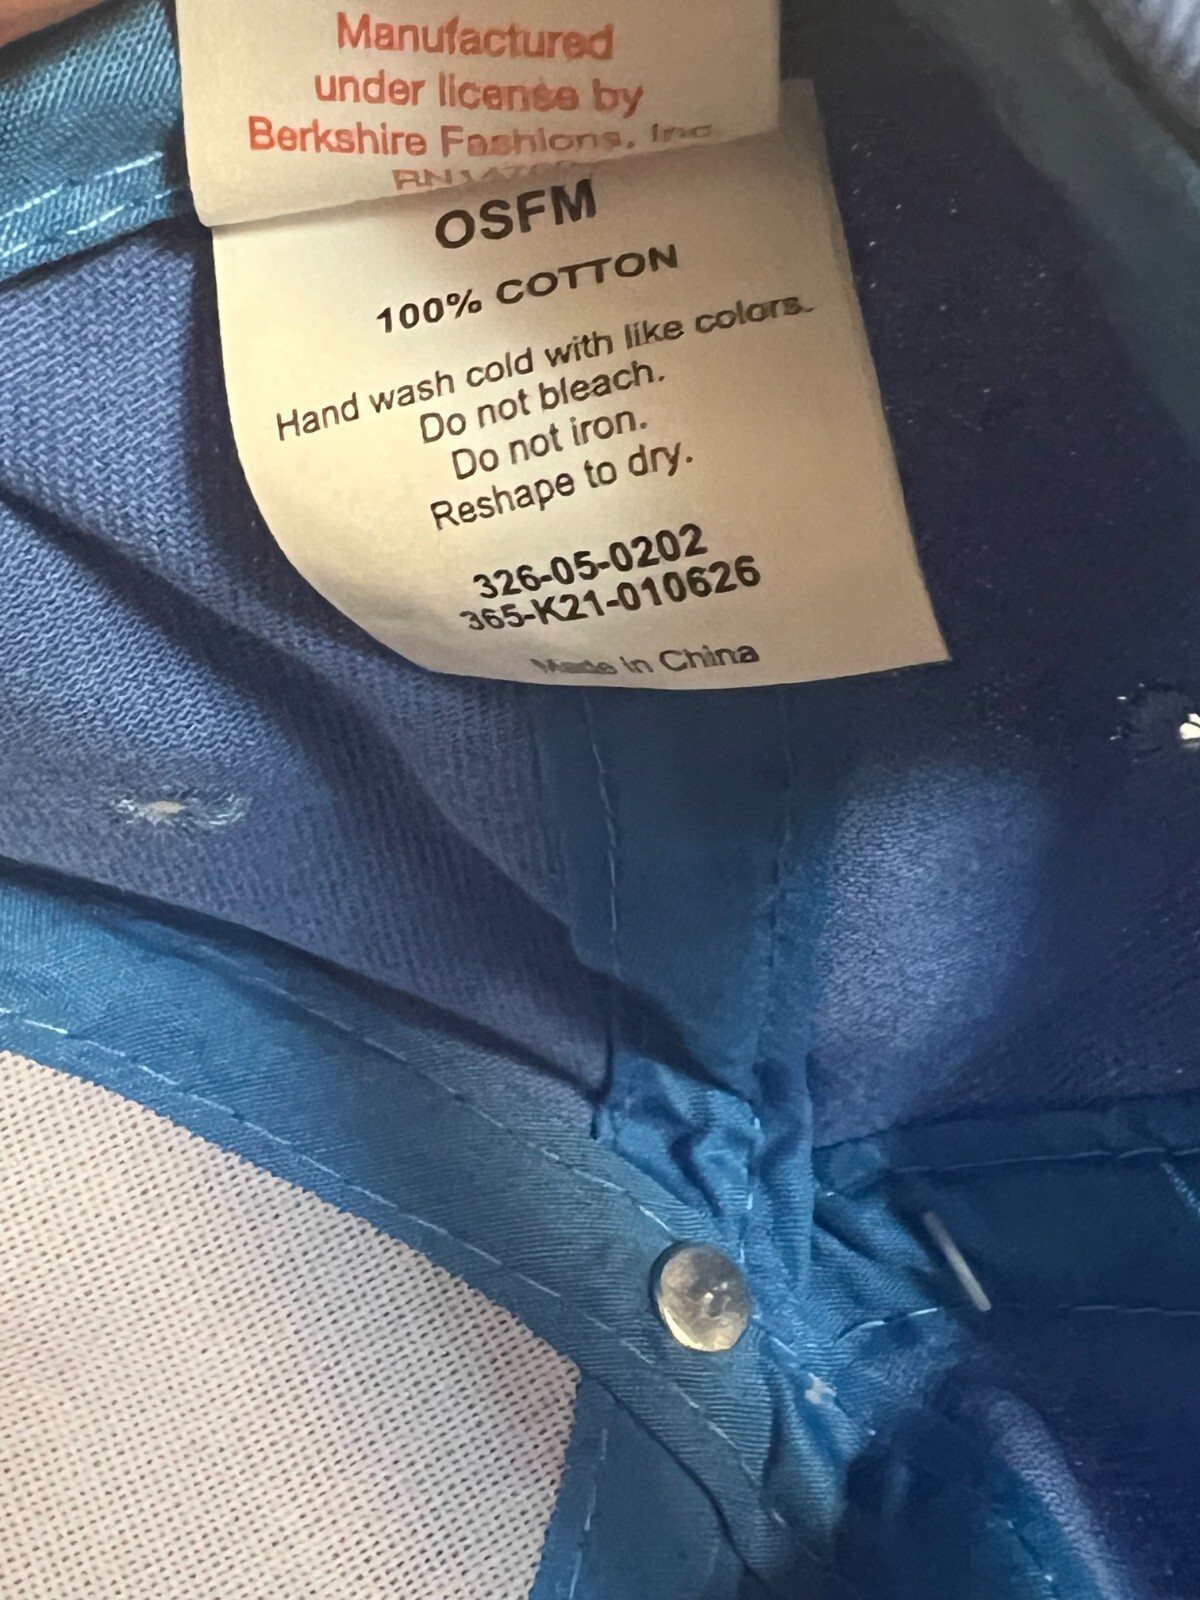 Manufactured
under license by
Berkshire Fashions, Inc.
OSFM
100% COTTON
Hand wash cold with like colors.
Do not bleach.
Do not iron.
Reshape to dry.
326-05-0202
365-K21-010626
Made in China